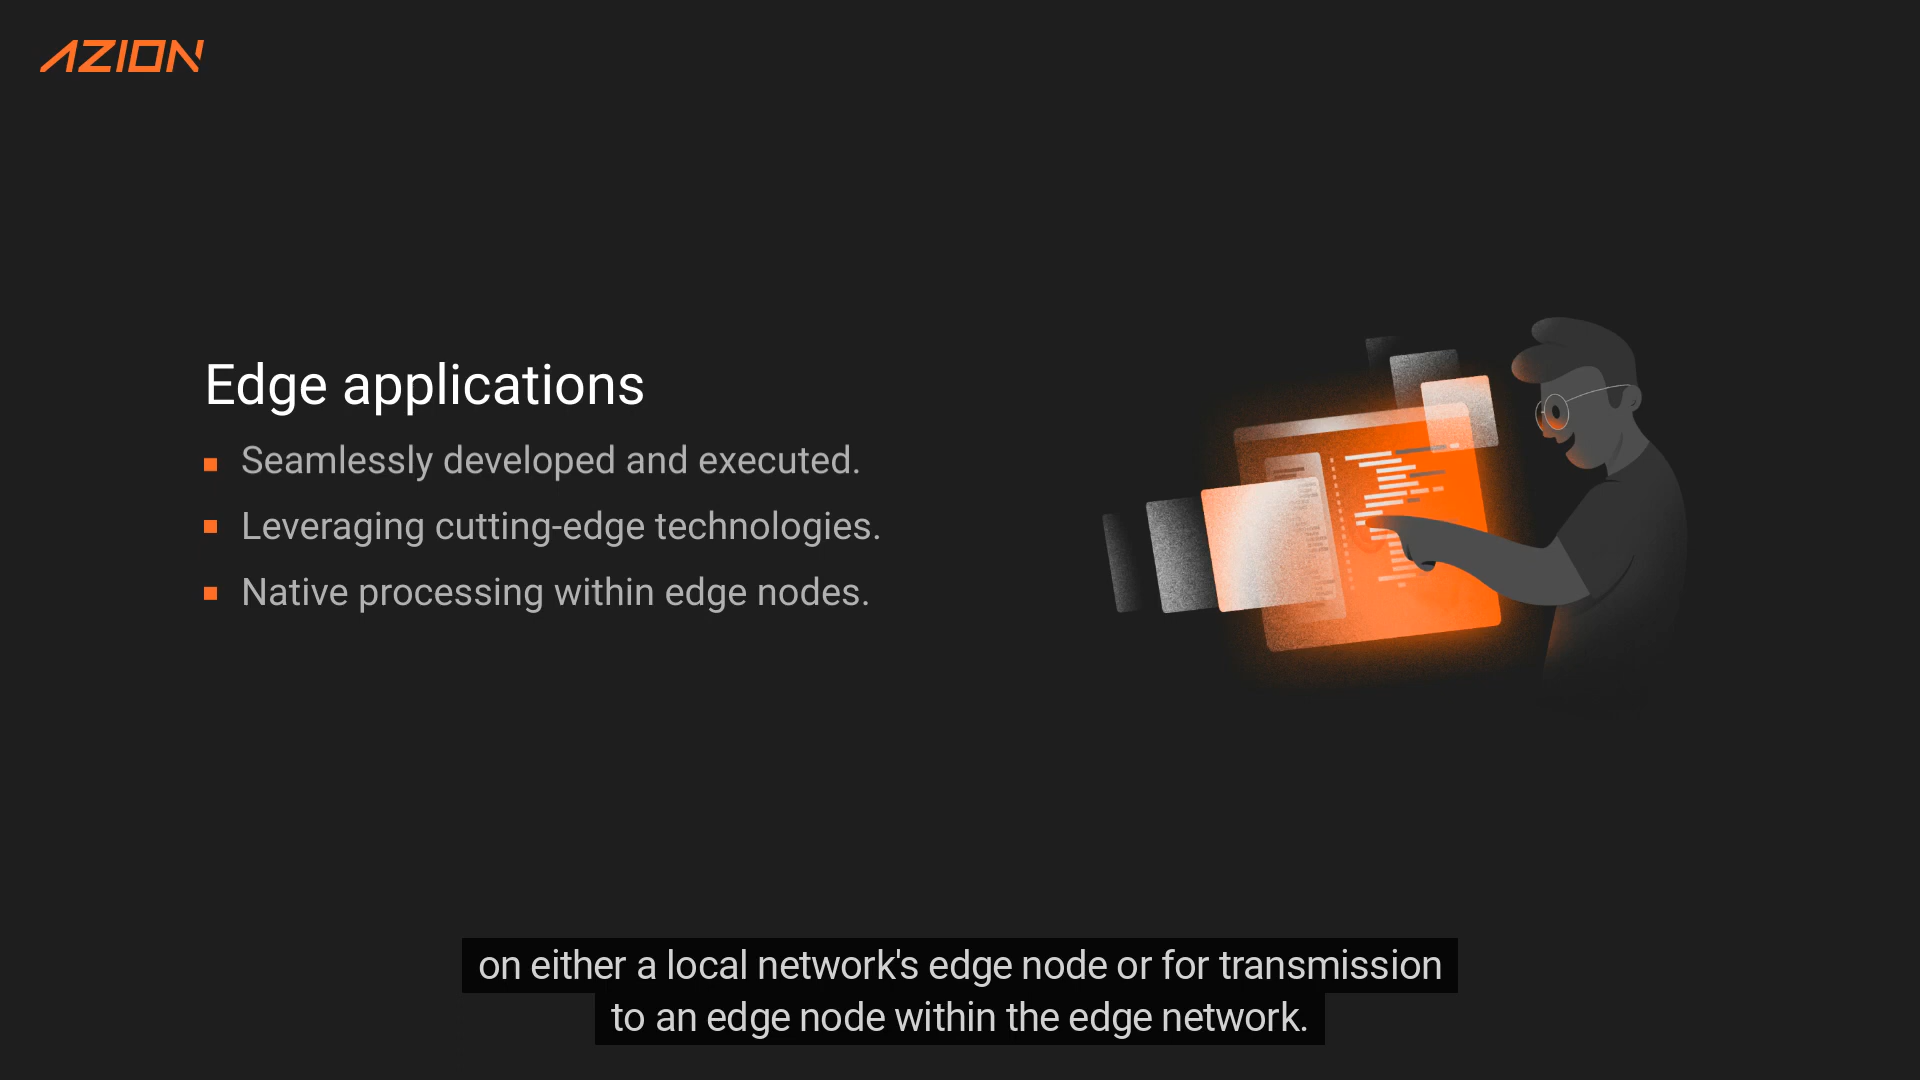 AZION
Edge applications
Seamlessly developed and executed.
Leveraging cutting-edge technologies.
Native processing within edge nodes.
on either a local network's edge node or for transmission
to an edge node within the edge network.